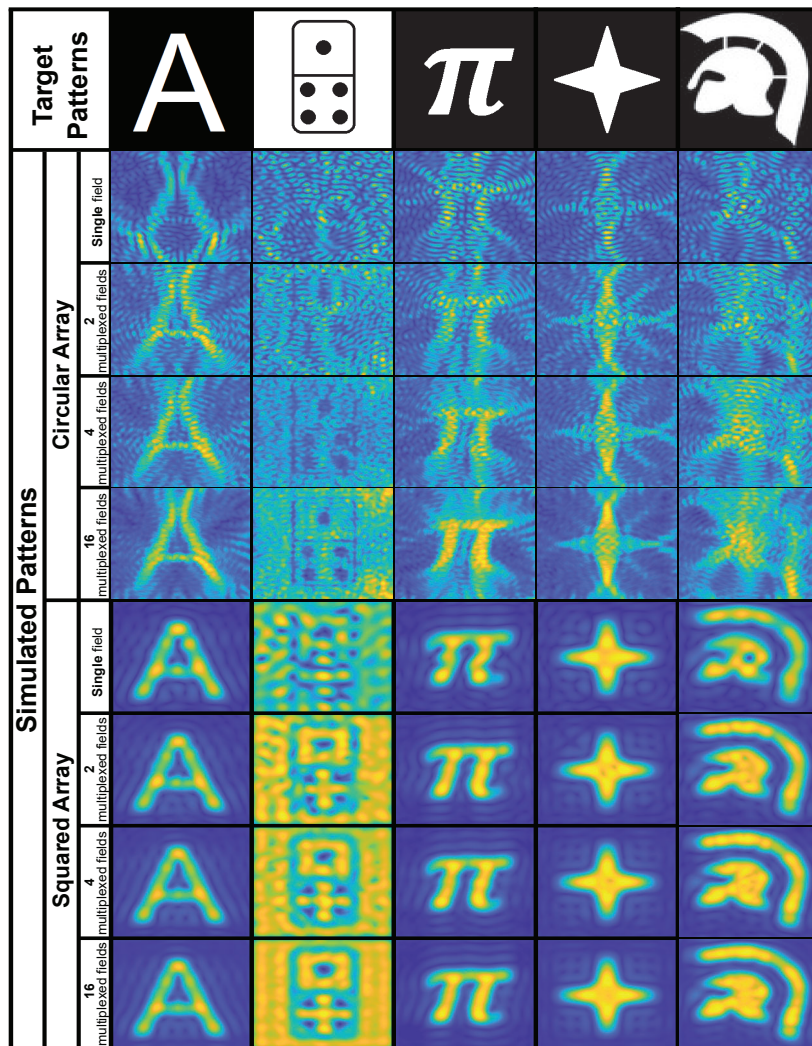 Target
Patterns
A
π
Simulated Patterns
Circular Array
Single field
2
multiplexed fields
4
multiplexed fields
16
multiplexed fields
Squared Array
Single field
2
multiplexed fields
4
multiplexed fields
16
multiplexed fields
A
π
A
π
A
π
A
π
A
π
A
π
A
π
A
π